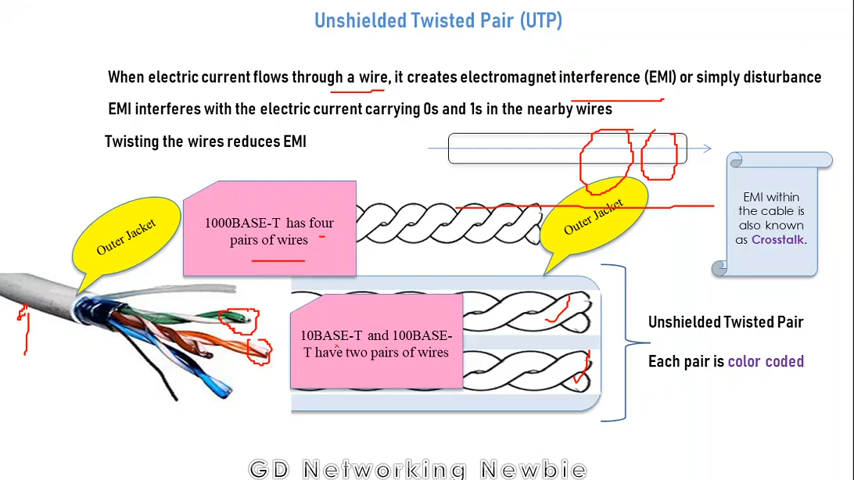 Unshielded Twisted Pair (UTP)
When electric current flows through a wire, it creates electromagnet interference (EMI) or simply disturbance
EMI interferes with the electric current carrying 0s and 1s in the nearby wires
Twisting the wires reduces EMI
EMI within
the cable is
also known
as Crosstalk.
Outer Jacket
1000BASE-T has four
pairs of wires
Outer Jacket
10BASE-T and 100BASE-
T have two pairs of wires
Unshielded Twisted Pair
Each pair is color coded
GD Networking Newbie